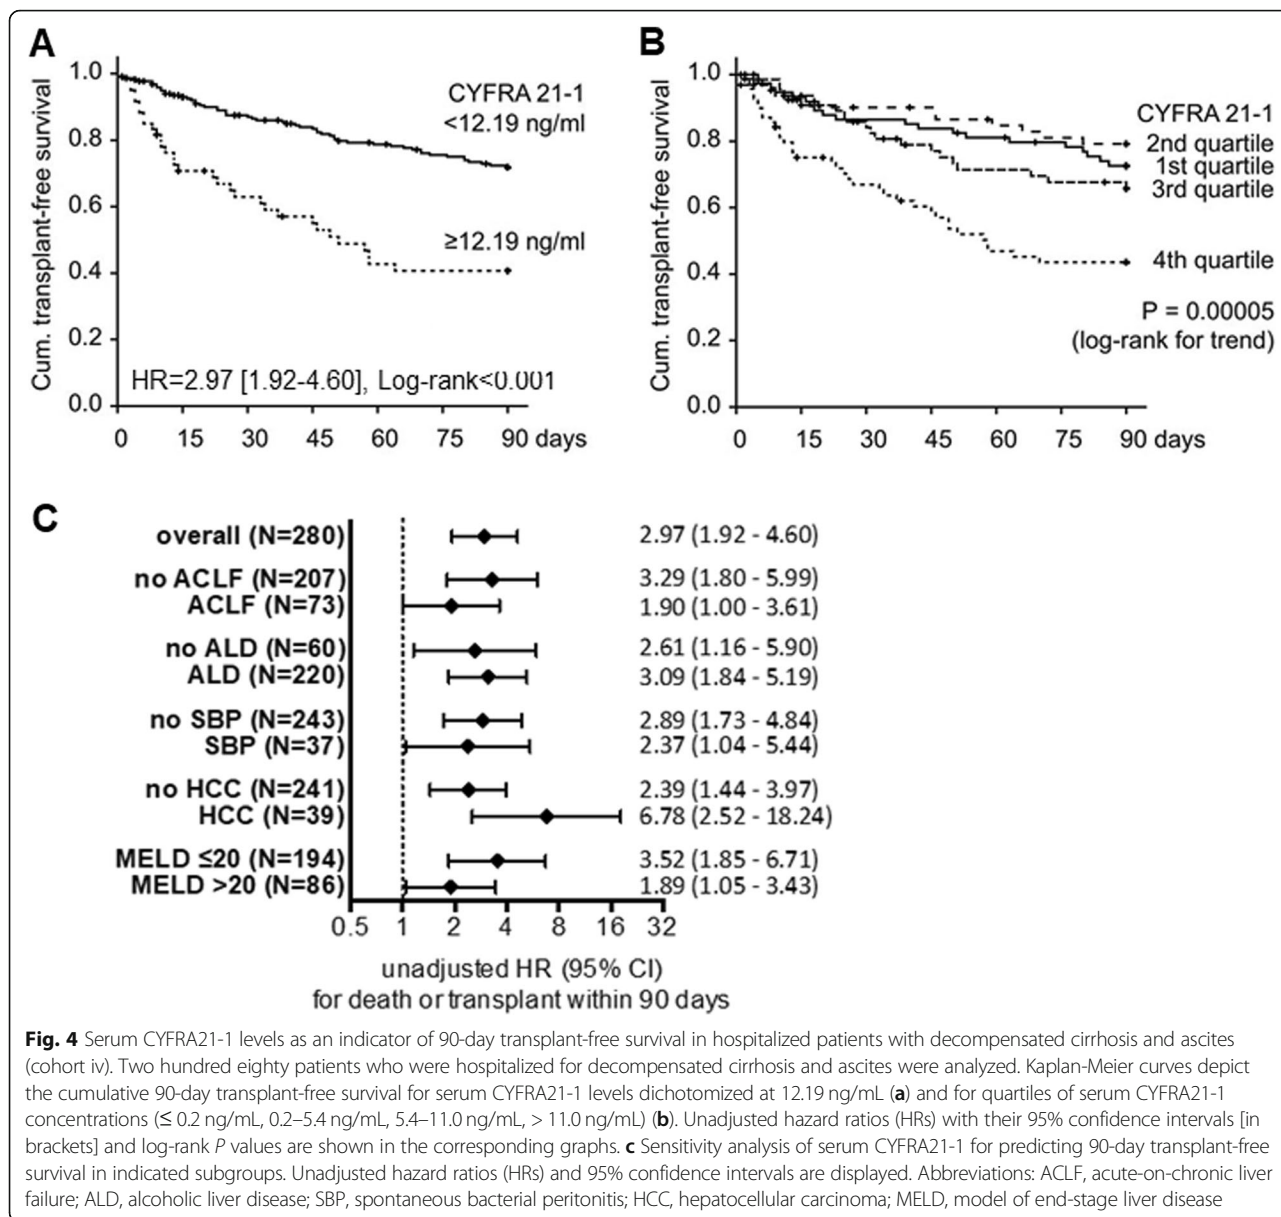 A
Cum. transplant-free survival
1.0
0.8
0.6
0.4
0.2
0.0
CYFRA 21-1
<12.19 ng/ml
≥12.19 ng/ml
HR=2.97 [1.92-4.60], Log-rank<0.001
0 15 30 45 60 75 90 days
B
Cum. transplant-free survival
1.0
0.8
0.6
0.4
0.2
0.0
CYFRA 21-1
2nd quartile
1st quartile
3rd quartile
4th quartile
P = 0.00005
(log-rank for trend)
0 15 30 45 60 75 90 days
C
overall (N=280) 2.97 (1.92 - 4.60)
no ACLF (N=207) 3.29 (1.80 - 5.99)
ACLF (N=73) 1.90 (1.00 - 3.61)
no ALD (N=60) 2.61 (1.16 - 5.90)
ALD (N=220) 3.09 (1.84 - 5.19)
no SBP (N=243) 2.89 (1.73 - 4.84)
SBP (N=37) 2.37 (1.04 - 5.44)
no HCC (N=241) 2.39 (1.44 - 3.97)
HCC (N=39) 6.78 (2.52 - 18.24)
MELD ≤20 (N=194) 3.52 (1.85 - 6.71)
MELD >20 (N=86) 1.89 (1.05 - 3.43)
0.5 1 2 4 8 16 32
unadjusted HR (95% CI)
for death or transplant within 90 days
Fig. 4 Serum CYFRA21-1 levels as an indicator of 90-day transplant-free survival in hospitalized patients with decompensated cirrhosis and ascites
(cohort iv). Two hundred eighty patients who were hospitalized for decompensated cirrhosis and ascites were analyzed. Kaplan-Meier curves depict
the cumulative 90-day transplant-free survival for serum CYFRA21-1 levels dichotomized at 12.19 ng/mL (a) and for quartiles of serum CYFRA21-1
concentrations (≤ 0.2 ng/mL, 0.2–5.4 ng/mL, 5.4–11.0 ng/mL, > 11.0 ng/mL) (b). Unadjusted hazard ratios (HRs) with their 95% confidence intervals [in
brackets] and log-rank P values are shown in the corresponding graphs. c Sensitivity analysis of serum CYFRA21-1 for predicting 90-day transplant-free
survival in indicated subgroups. Unadjusted hazard ratios (HRs) and 95% confidence intervals are displayed. Abbreviations: ACLF, acute-on-chronic liver
failure; ALD, alcoholic liver disease; SBP, spontaneous bacterial peritonitis; HCC, hepatocellular carcinoma; MELD, model of end-stage liver disease